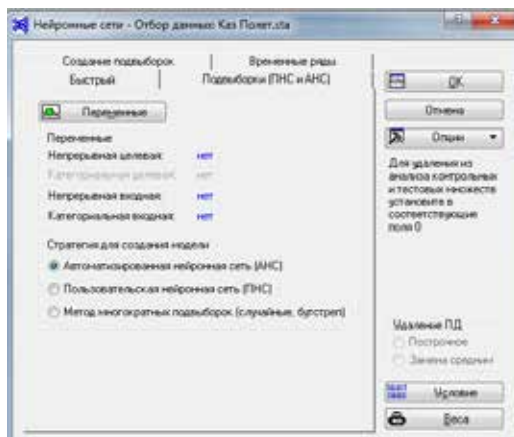 Нейронные сети - Отбор данных: Каз Полет.sta
Создание подвыборок
Временные ряды
Быстрый
Подвыборки (ПНС и АНС)
Переменные
Переменные
Непрерывная целевая: нет
Категориальная целевая: нет
Непрерывная входная: нет
Категориальная входная: нет
Стратегия для создания модели
Автоматизированная нейронная сеть (АНС)
Пользовательская нейронная сеть (ПНС)
Метод многократных подвыборок (случайные, бутстреп)
OK
Отмена
Опции
Для удаления из
анализа контрольных
и тестовых множеств
установите в
соответствующие
поля 0
Удаление ПД
Построчное
Замена средним
Условие
Веса